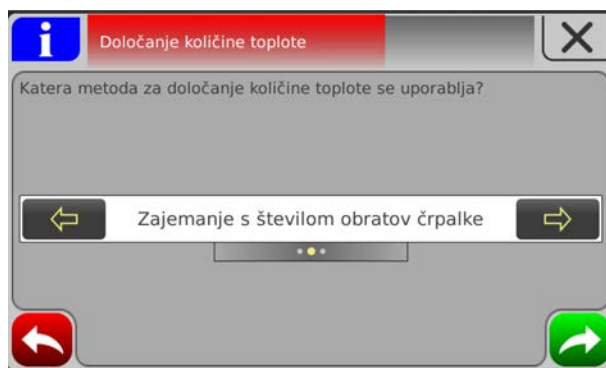 i
Določanje količine toplote
Katera metoda za določanje količine toplote se uporablja?
Zajemanje s številom obratov črpalke